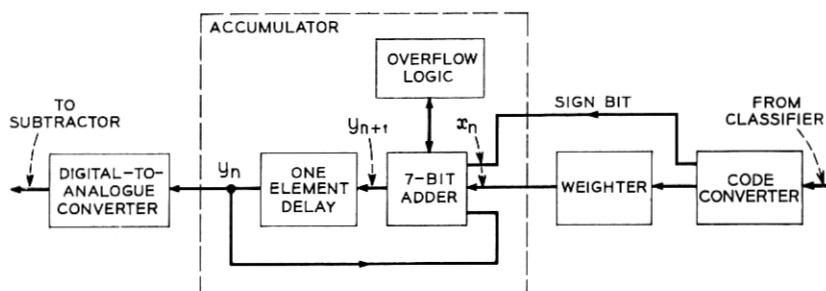 ACCUMULATOR
OVERFLOW
LOGIC
TO
SUBTRACTOR
SIGN BIT
FROM
CLASSIFIER
yn
yn+1
xn
DIGITAL-TO-
ANALOGUE
CONVERTER
ONE
ELEMENT
DELAY
7-BIT
ADDER
WEIGHTER
CODE
CONVERTER